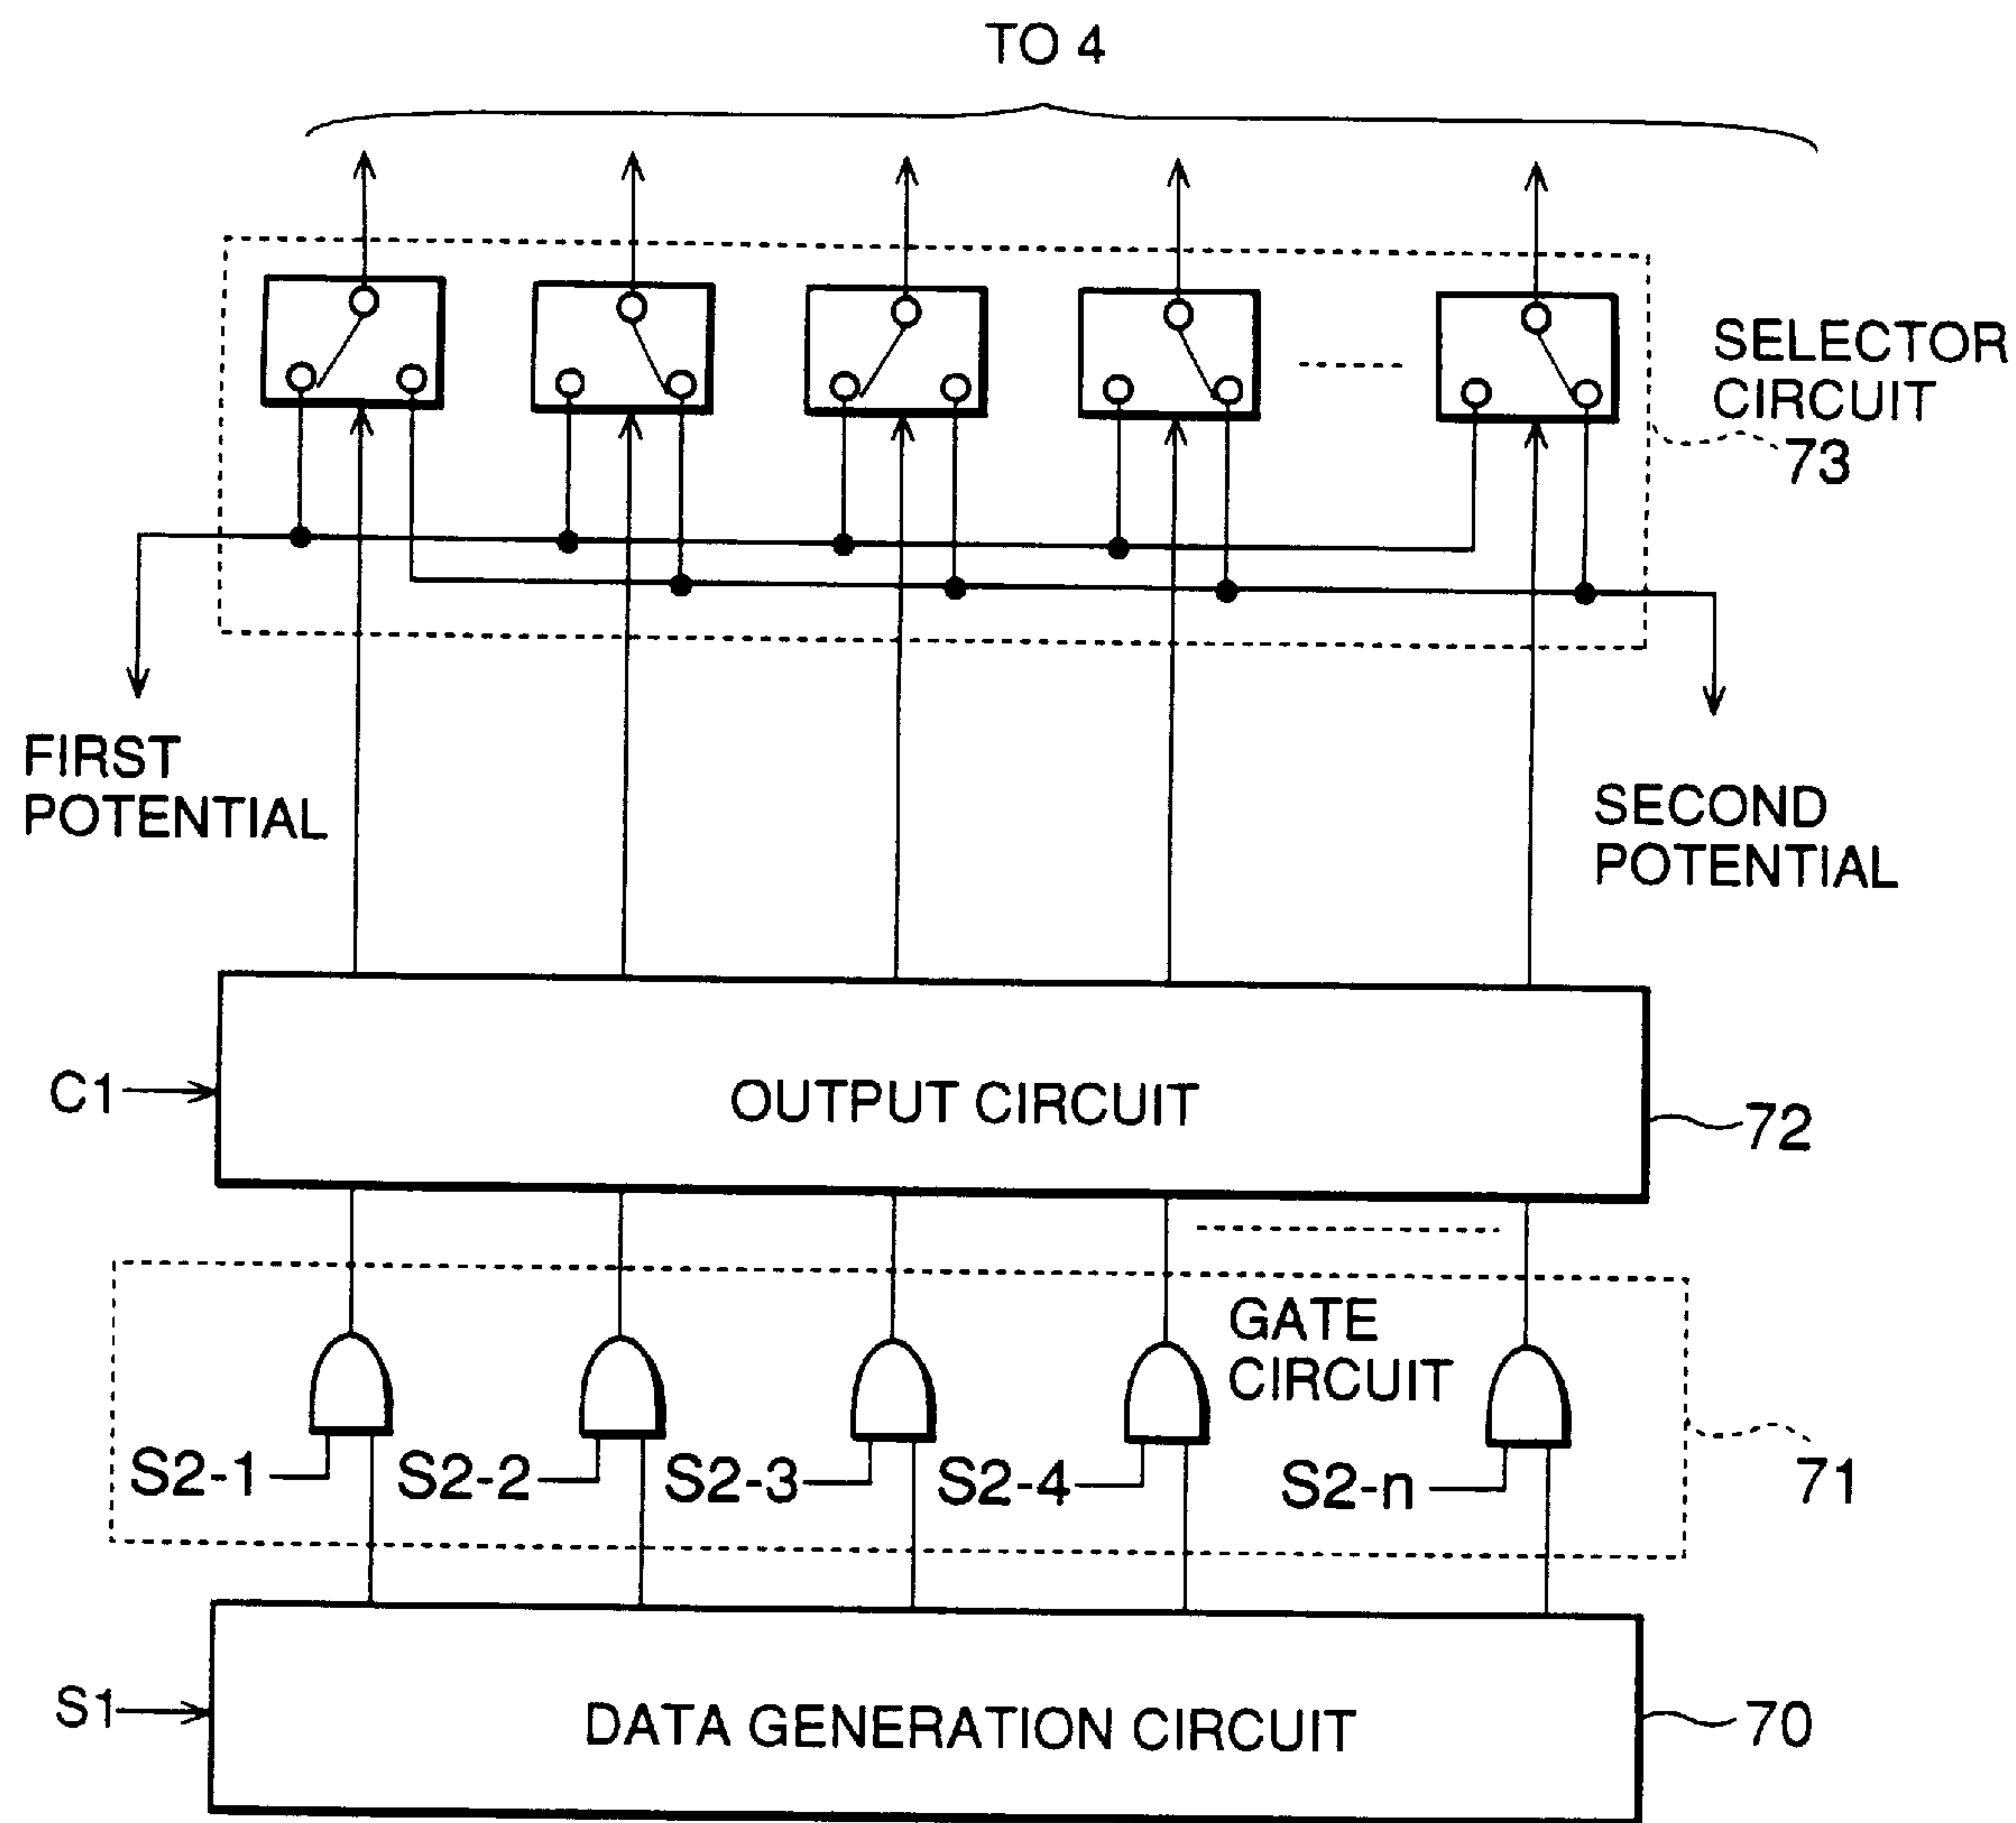 TO 4
SELECTOR
CIRCUIT
73
FIRST
POTENTIAL
SECOND
POTENTIAL
C1
OUTPUT CIRCUIT
72
GATE
CIRCUIT
S2-1
S2-2
S2-3
S2-4
S2-n
71
S1
DATA GENERATION CIRCUIT
70